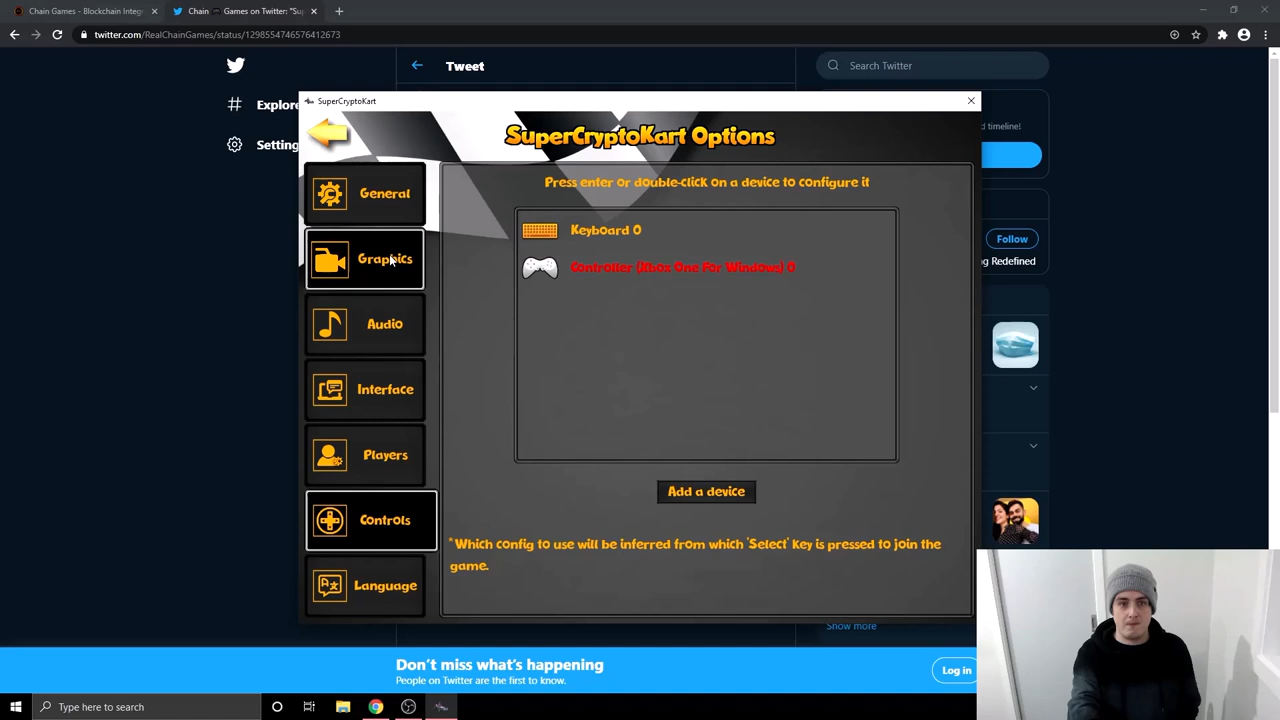 Chain Games - Blockchain Integ
Chain 🎮 Games on Twitter: "Sup
twitter.com/RealChainGames/status/1298554746576412673
Explore
Tweet
Search Twitter
SuperCryptoKart
timeline!
Settin
SuperCryptoKart Options
General
Press enter or double-click on a device to configure it
Keyboard 0
Graphics
Follow
ng Redefined
Controller (Xbox One For Windows) 0
Audio
Interface
Players
Add a device
Controls
*Which config to use will be inferred from which 'Select' Key is pressed to join the
game.
Language
Show more
Don't miss what's happening
People on Twitter are the first to know.
Log in
Type here to search